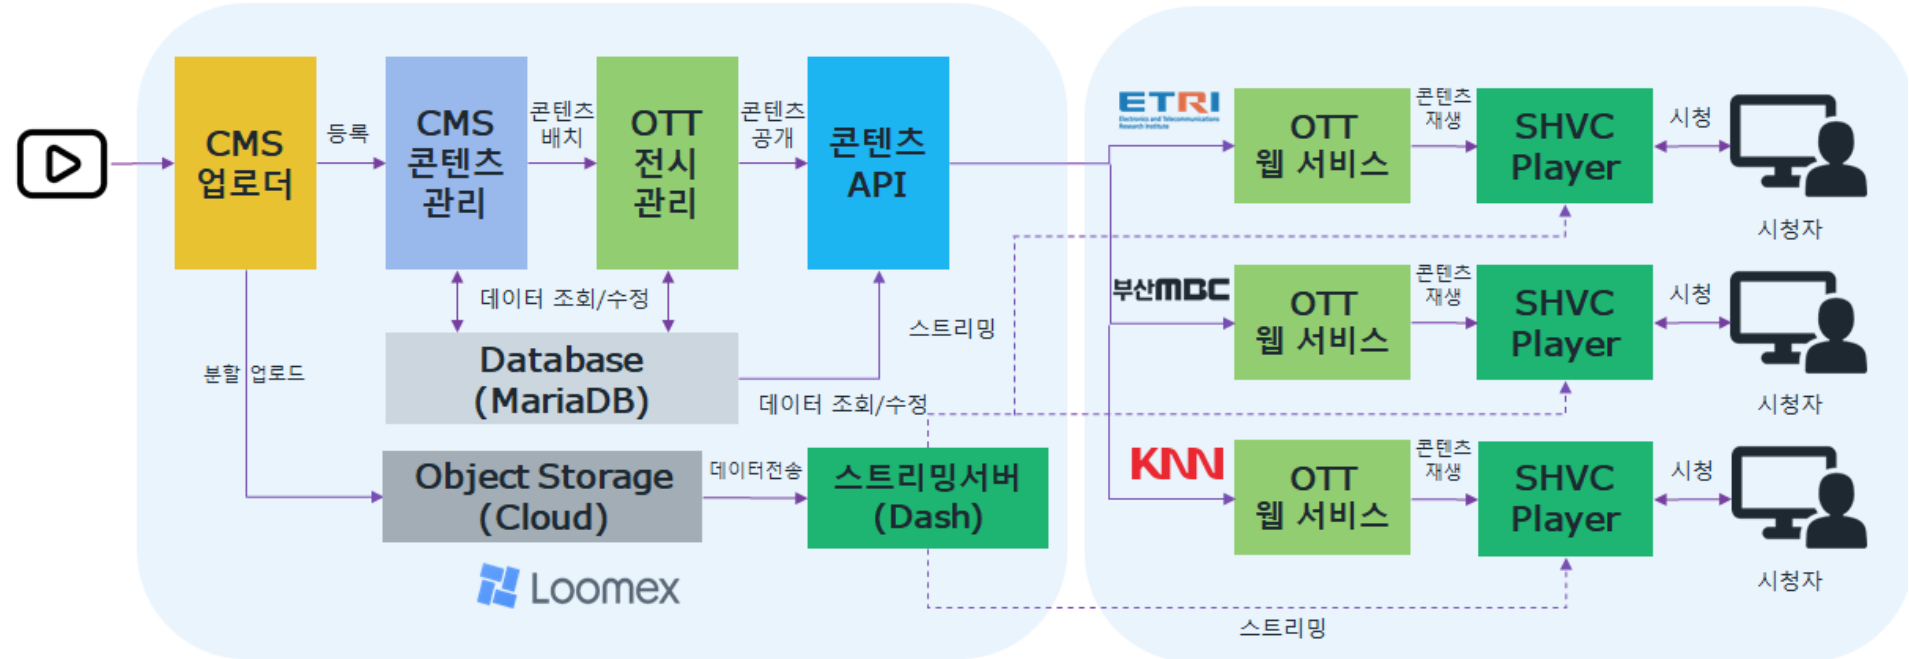 CMS
업로더
등록
CMS
콘텐츠
관리
콘텐츠
배치
OTT
전시
관리
콘텐츠
공개
콘텐츠
API
데이터 조회/수정
Database
(MariaDB)
데이터 조회/수정
스트리밍
분할 업로드
Object Storage
(Cloud)
데이터전송
스트리밍서버
(Dash)
Loomex
ETRI
Electronics and Telecommunications
Research Institute
OTT
웹 서비스
콘텐츠
재생
SHVC
Player
시청
시청자
부산MBC
OTT
웹 서비스
콘텐츠
재생
SHVC
Player
시청
시청자
KNN
OTT
웹 서비스
콘텐츠
재생
SHVC
Player
시청
시청자
스트리밍